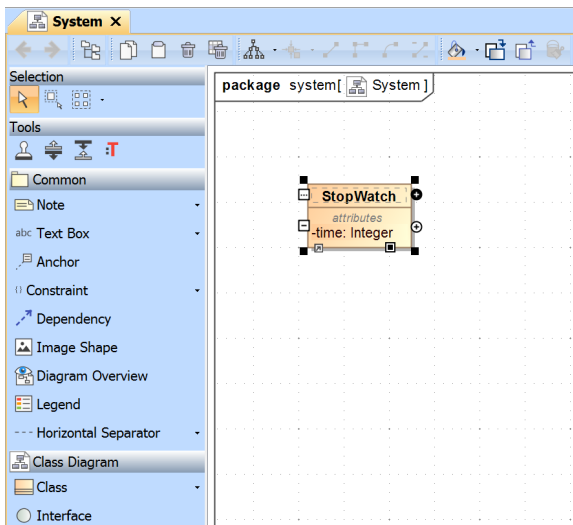 System
Selection
package system[ System ]
Tools
T
Common
Note
abc Text Box
Anchor
{} Constraint
Dependency
Image Shape
Diagram Overview
Legend
Horizontal Separator
Class Diagram
Class
Interface
StopWatch
attributes
-time: Integer